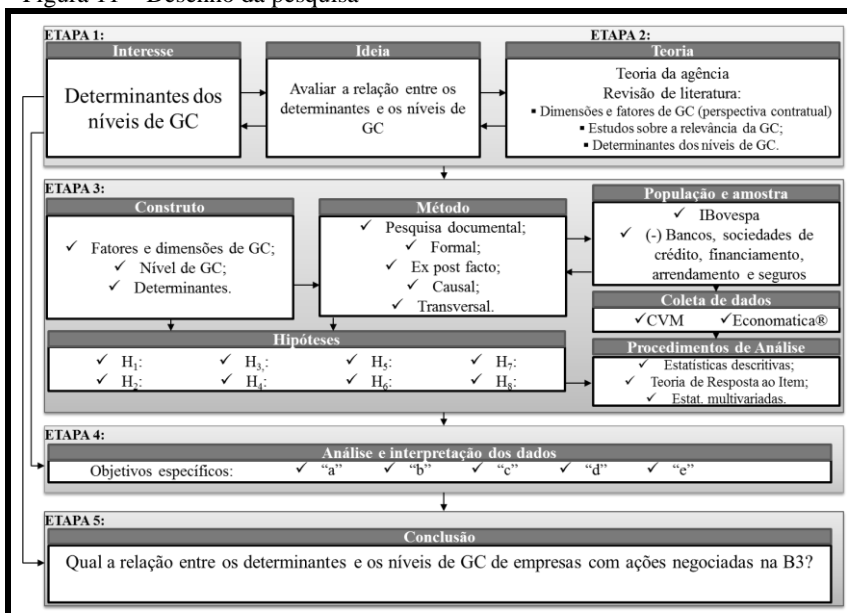 Figura 11 – Desenho da pesquisa
ETAPA 1:
Interesse
Determinantes dos
níveis de GC
Ideia
Avaliar a relação entre os
determinantes e os níveis de
GC
ETAPA 2:
Teoria
Teoria da agência
Revisão de literatura:
▪ Dimensões e fatores de GC (perspectiva contratual)
▪ Estudos sobre a relevância da GC;
▪ Determinantes dos níveis de GC.
ETAPA 3:
Construto
✓ Fatores e dimensões de GC;
✓ Nível de GC;
✓ Determinantes.
Método
✓ Pesquisa documental;
✓ Formal;
✓ Ex post facto;
✓ Causal;
✓ Transversal.
População e amostra
✓ IBovespa
✓ (-) Bancos, sociedades de
crédito, financiamento,
arrendamento e seguros
Coleta de dados
✓CVM ✓Economatica®
Hipóteses
✓ H1: ✓ H3,: ✓ H5: ✓ H7:
✓ H2: ✓ H4: ✓ H6: ✓ H8:
Procedimentos de Análise
✓ Estatísticas descritivas;
✓ Teoria de Resposta ao Item;
✓ Estat. multivariadas.
ETAPA 4:
Análise e interpretação dos dados
Objetivos específicos: ✓ “a” ✓ “b” ✓ “c” ✓ “d” ✓ “e”
ETAPA 5:
Conclusão
Qual a relação entre os determinantes e os níveis de GC de empresas com ações negociadas na B3?